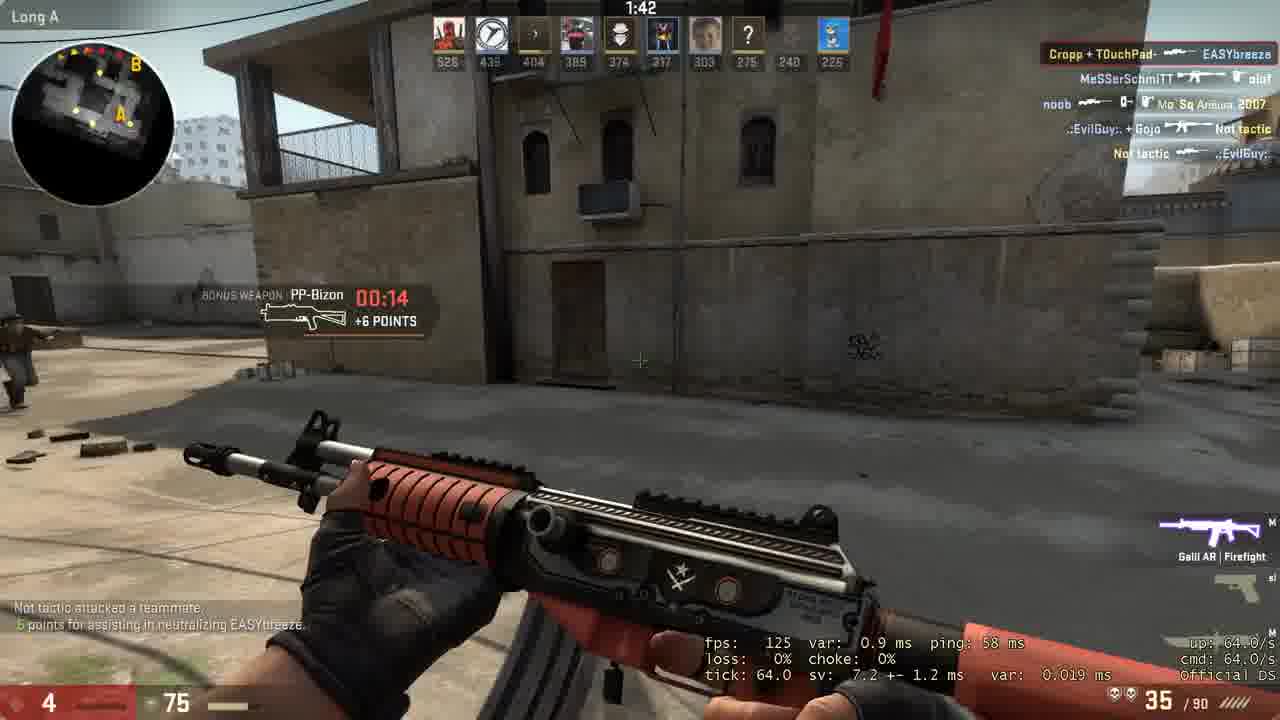 Long A
1:42
B
A
526 439 404 389 374 317 303 275 240 226
?
Cropp + T0uchPad- EASYbreeze
MeSSerSchmiTT olof
noob Mo Sq Aneura 2007
.:EvilGuy:. + Gojo Not tactic
Not tactic .:EvilGuy:.
BONUS WEAPON: PP-Bizon 00:14
+6 POINTS
Galil AR | Firefight
Not tactic attacked a teammate.
5 points for assisting in neutralizing EASYbreeze.
fps: 125 var: 0.9 ms ping: 58 ms
loss: 0% choke: 0%
tick: 64.0 sv: 7.2 +- 1.2 ms var: 0.019 ms
up: 64.0/s
cmd: 64.0/s
Official DS
4 75
35 / 90